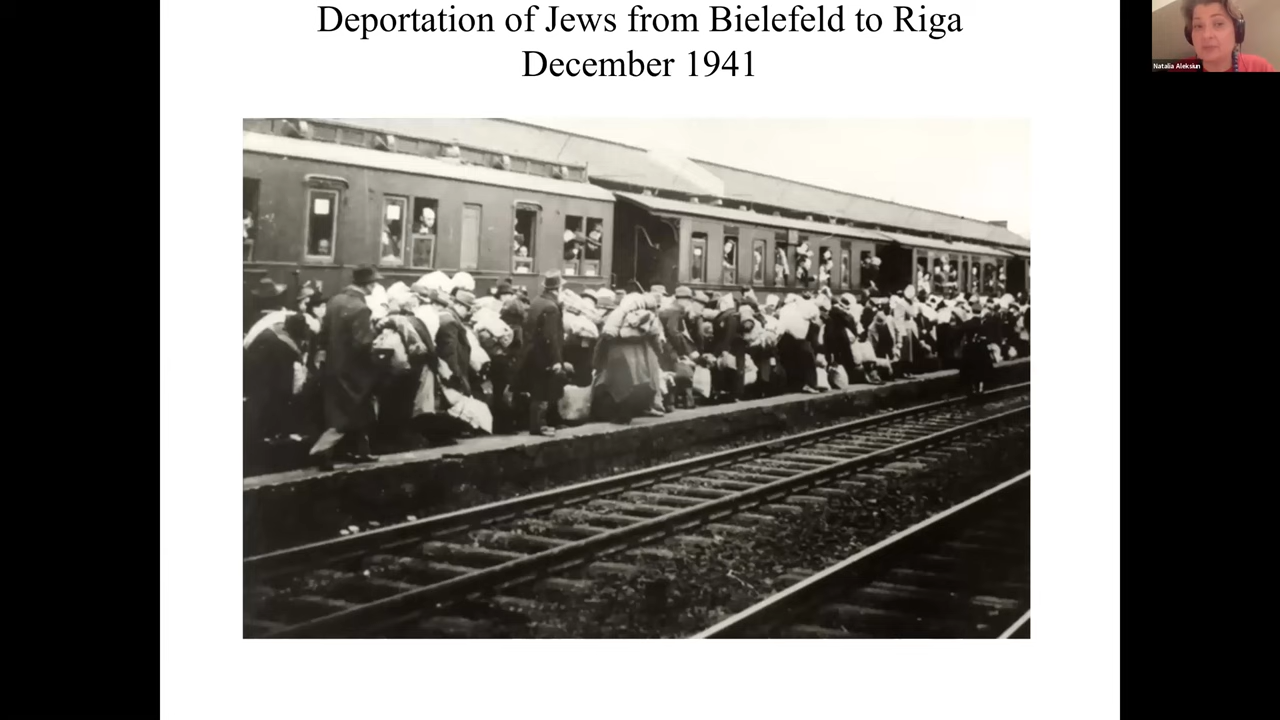 Deportation of Jews from Bielefeld to Riga
December 1941
Natalia Aleksiun